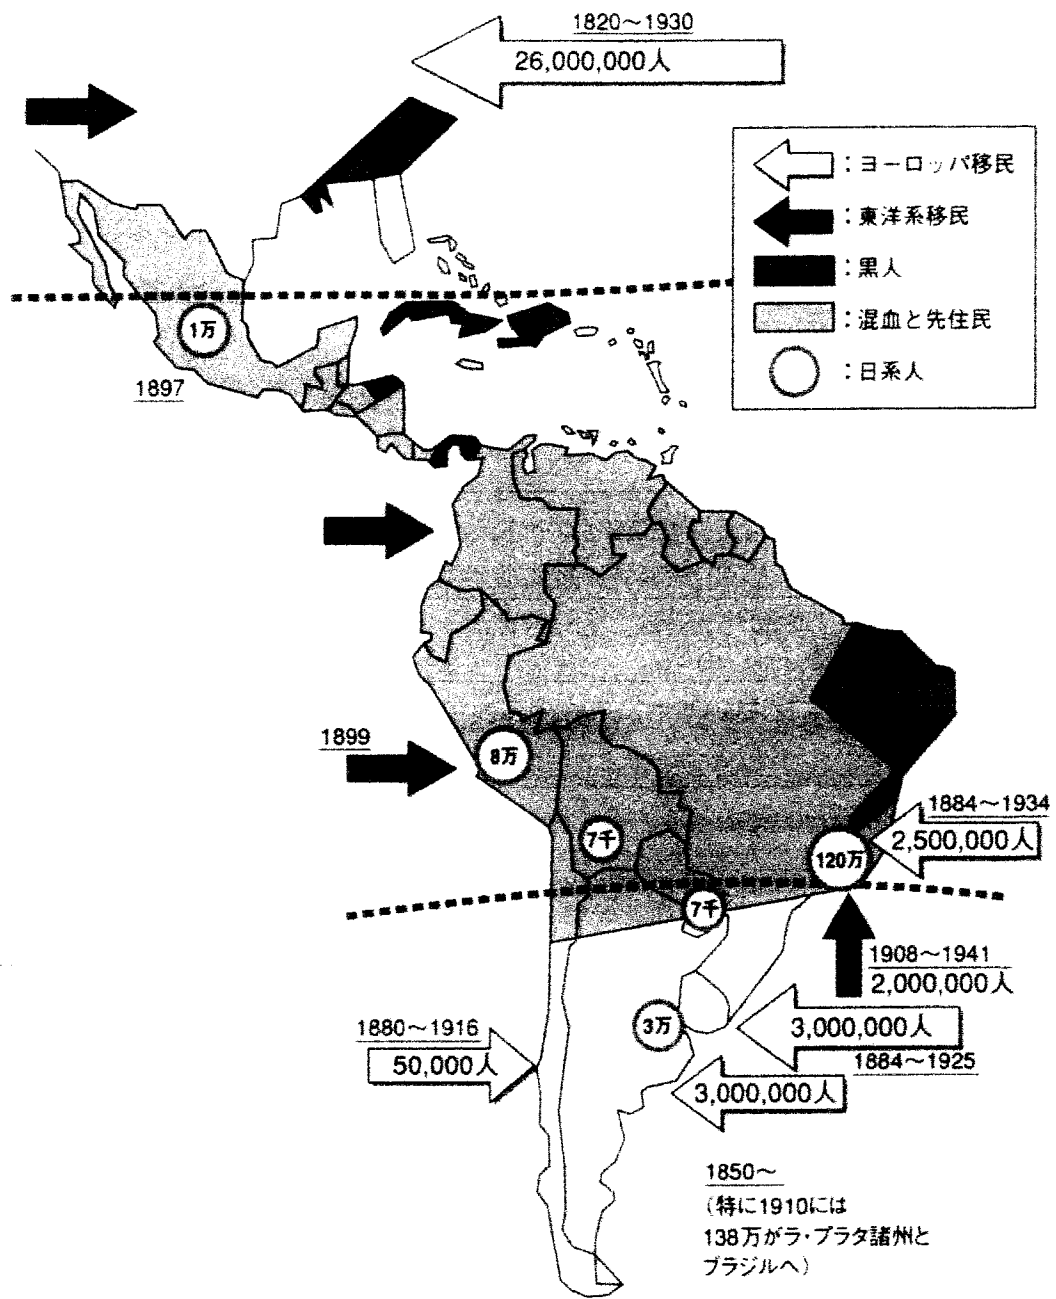 1820～1930
26,000,000人
：ヨーロッパ移民
：東洋系移民
：黒人
：混血と先住民
：日系人
1万
1897
1899
8万
7千
120万
1884～1934
2,500,000人
7千
1908～1941
2,000,000人
3万
3,000,000人
1884～1925
1880～1916
50,000人
3,000,000人
1850～
（特に1910には
138万がラ・プラタ諸州と
ブラジルへ）